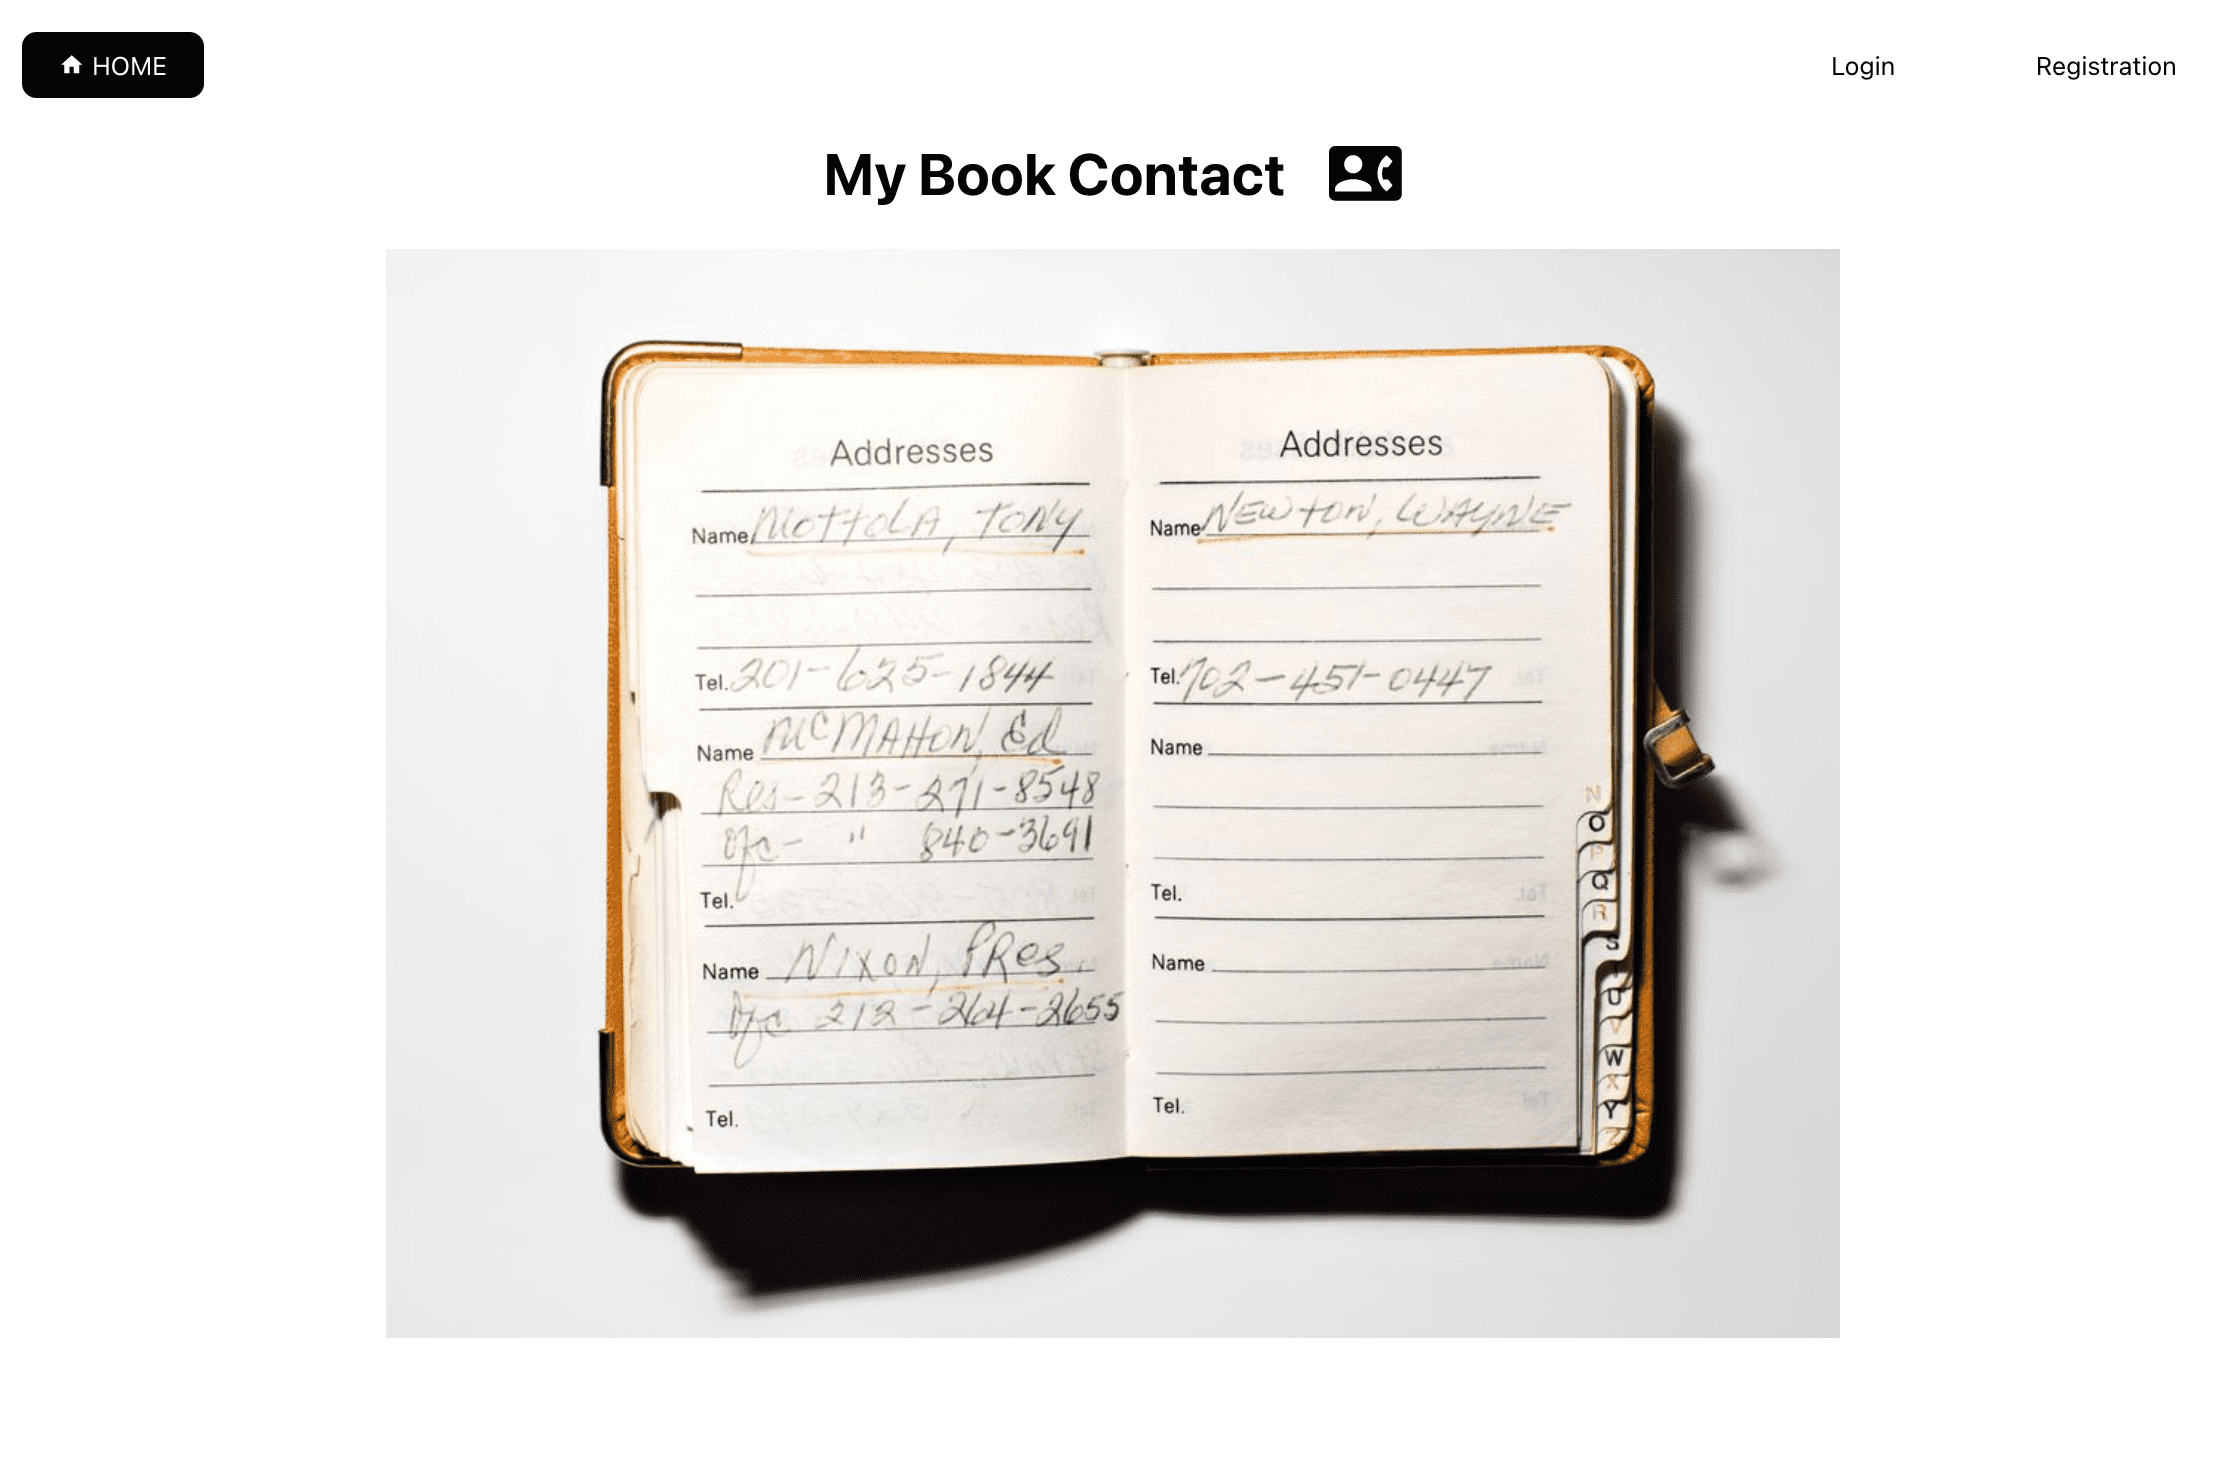 HOME
Login
Registration
My Book Contact
Addresses
Name MOTTOLA, TONY
Tel. 201-625-1844
Name McMAHON, Ed
Res- 213-271-8548
Ofc- " 840-3691
Tel.
Name NIXON, PRes.
Ofc 212-264-2655
Tel.
Addresses
Name NEWTON, WAYNE
Tel. 702-451-0447
Name
Tel.
Name
Tel.
N
O
P
Q
R
S
T
U
V
W
X
Y
Z